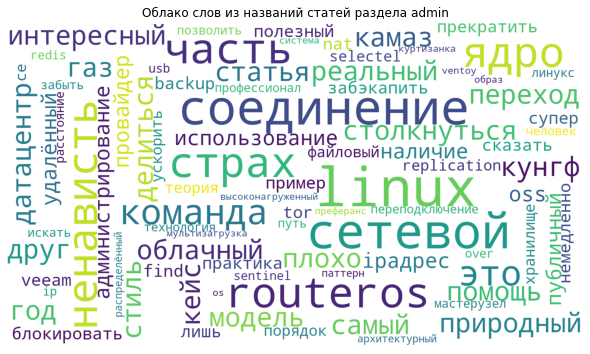 Облако слов из названий статей раздела admin
интересный
часть
redis
позволить
система
полезный
nat
куртизанка
камаз
прекратить
selectel
ядро
забыть
usb
газ
ce
удалённый
расстояние
датацентр
ненависть
администрирование
провайдер
делиться
ускорить
backup
статья
профессионал
реальный
забэкапить
ventoy
образ
линукс
переход
супер
человек
соединение
столкнуться
использование
сказать
страх
файловый
наличие
replication
кунгф
теория
пример
linux
oss
команда
высоконагруженный
tor
преферанс
переподключение
технология
мультизагрузка
путь
сетевой
хранилище
публичный
немедленно
друг
искать
распределённый
стиль
облачный
плохо
ipадрес
over
это
veeam
find
практика
кейс
sentinel
паттерн
ip
год
os
routeros
мастерузел
помощь
блокировать
лишь
модель
порядок
самый
архитектурный
природный